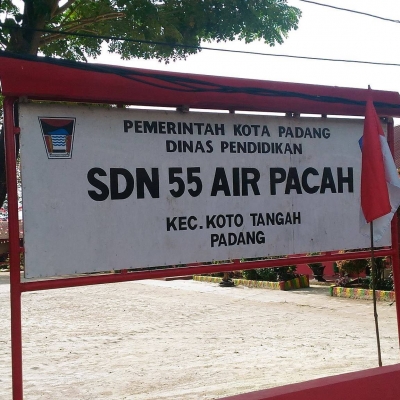 PEMERINTAH KOTA PADANG
DINAS PENDIDIKAN
SDN 55 AIR PACAH
KEC. KOTO TANGAH
PADANG